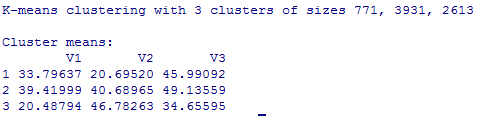 K-means clustering with 3 clusters of sizes 771, 3931, 2613
Cluster means:
V1 V2 V3
1 33.79637 20.69520 45.99092
2 39.41999 40.68965 49.13559
3 20.48794 46.78263 34.65595